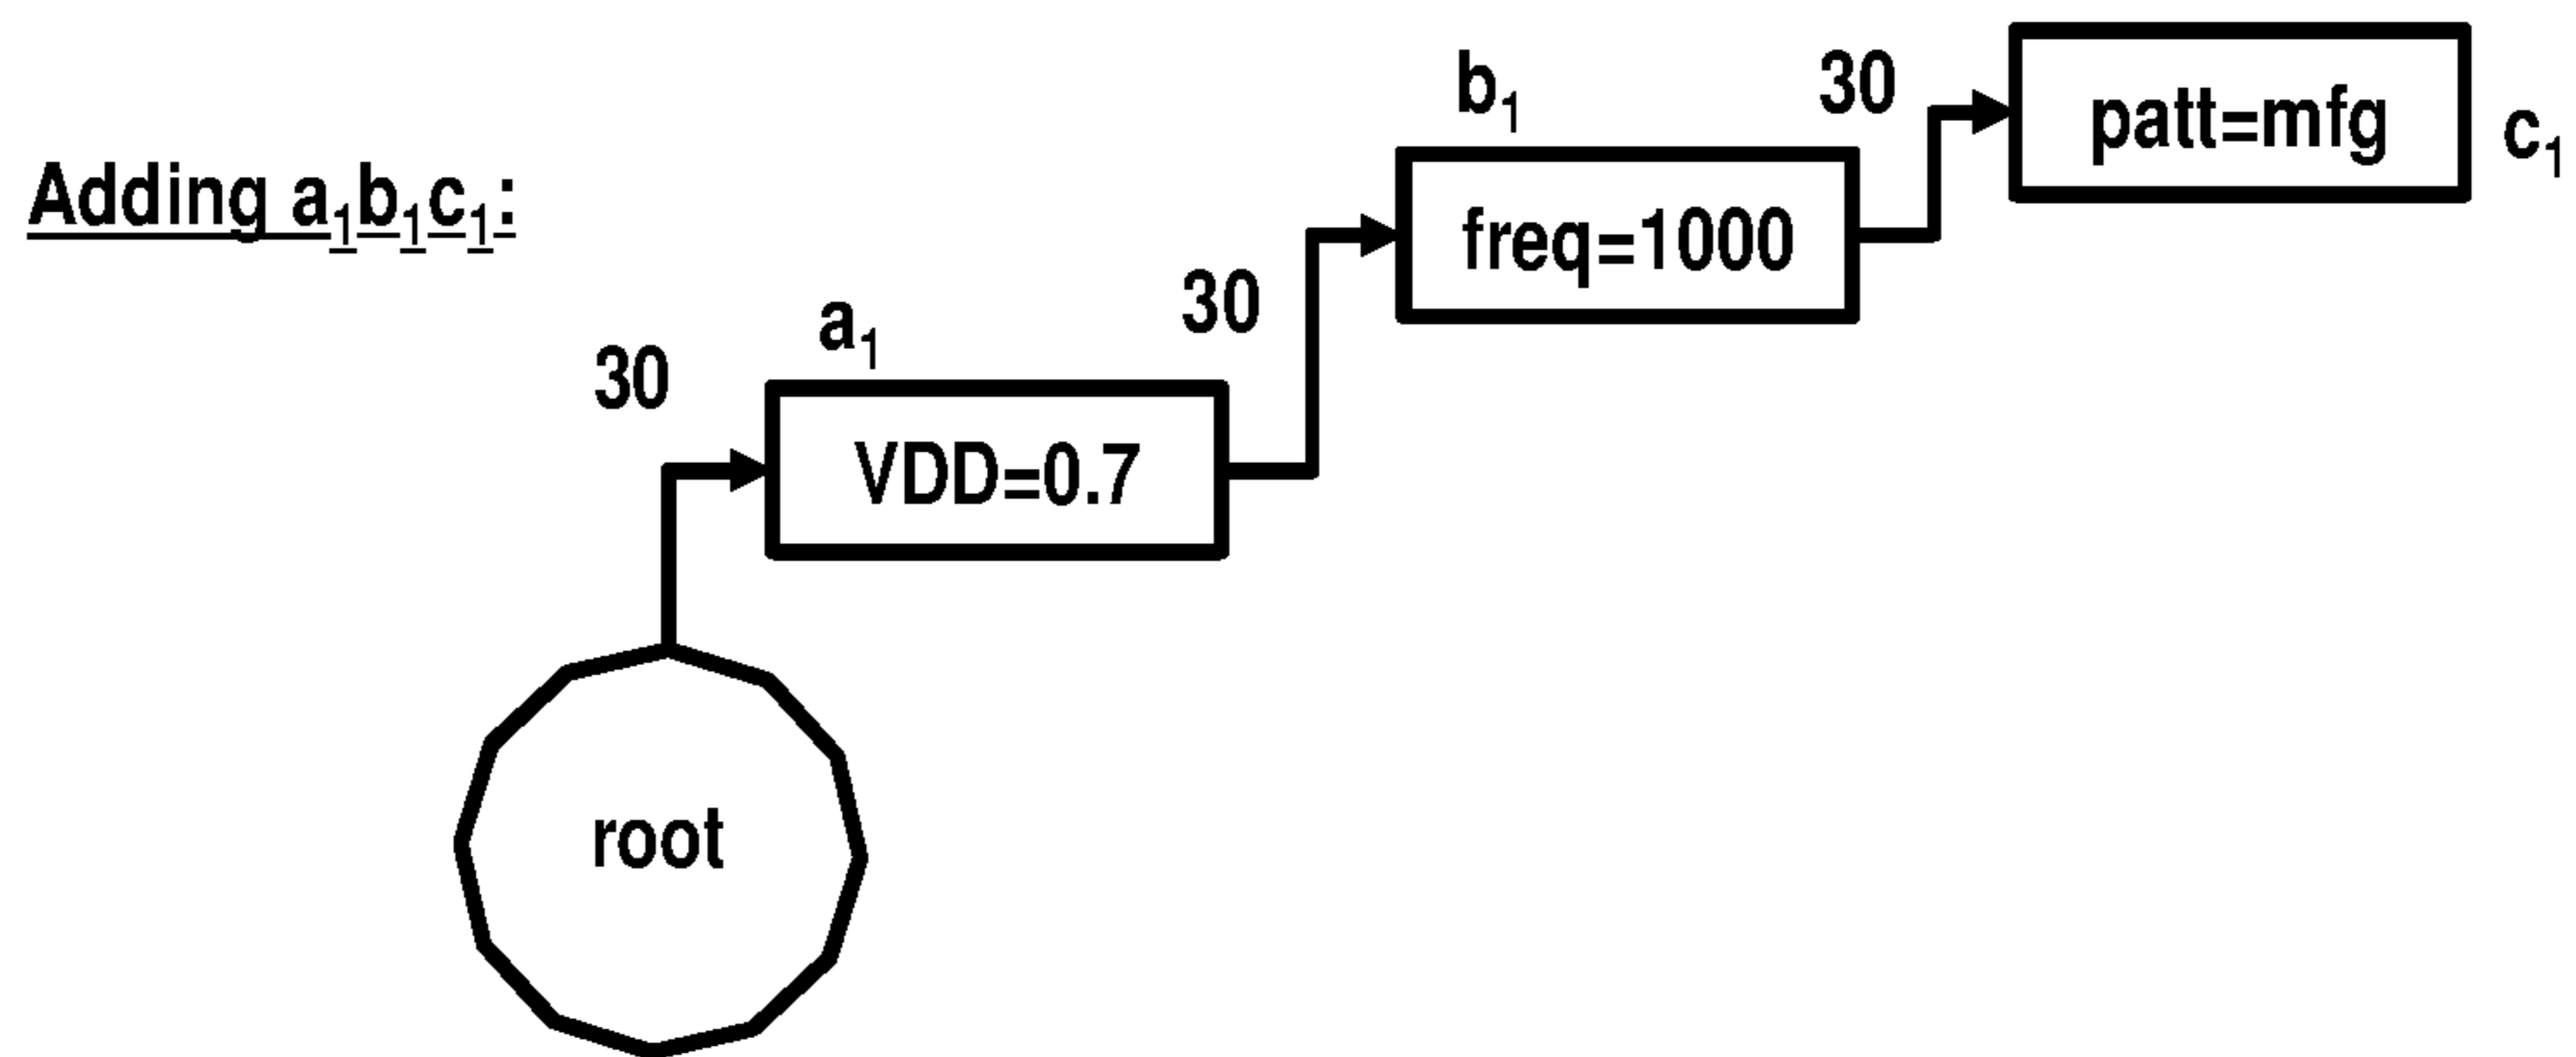 Adding a₁b₁c₁:
30
a₁
VDD=0.7
30
b₁
freq=1000
30
patt=mfg
c₁
root